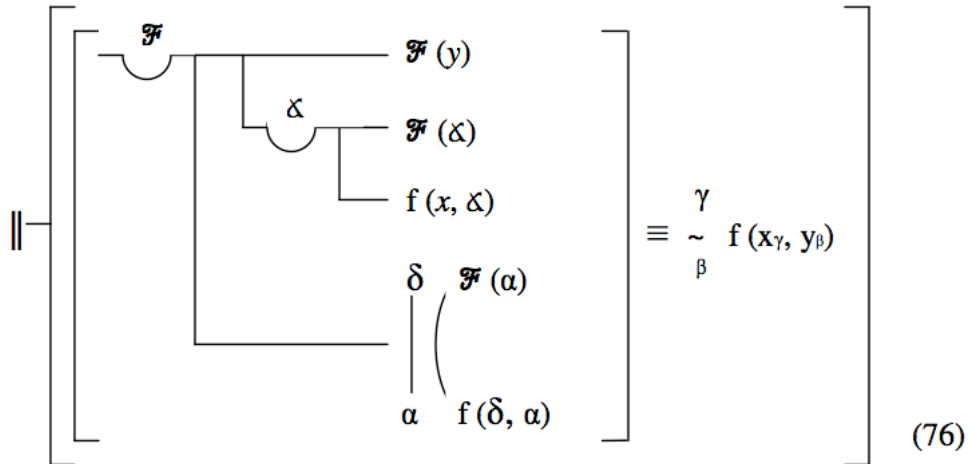 𝓕
𝓕 (y)
𝔞
𝓕 (𝔞)
f (x, 𝔞)
γ
≡ ~ f (xᵧ, yᵦ)
β
δ 𝓕 (α)
α f (δ, α)
(76)